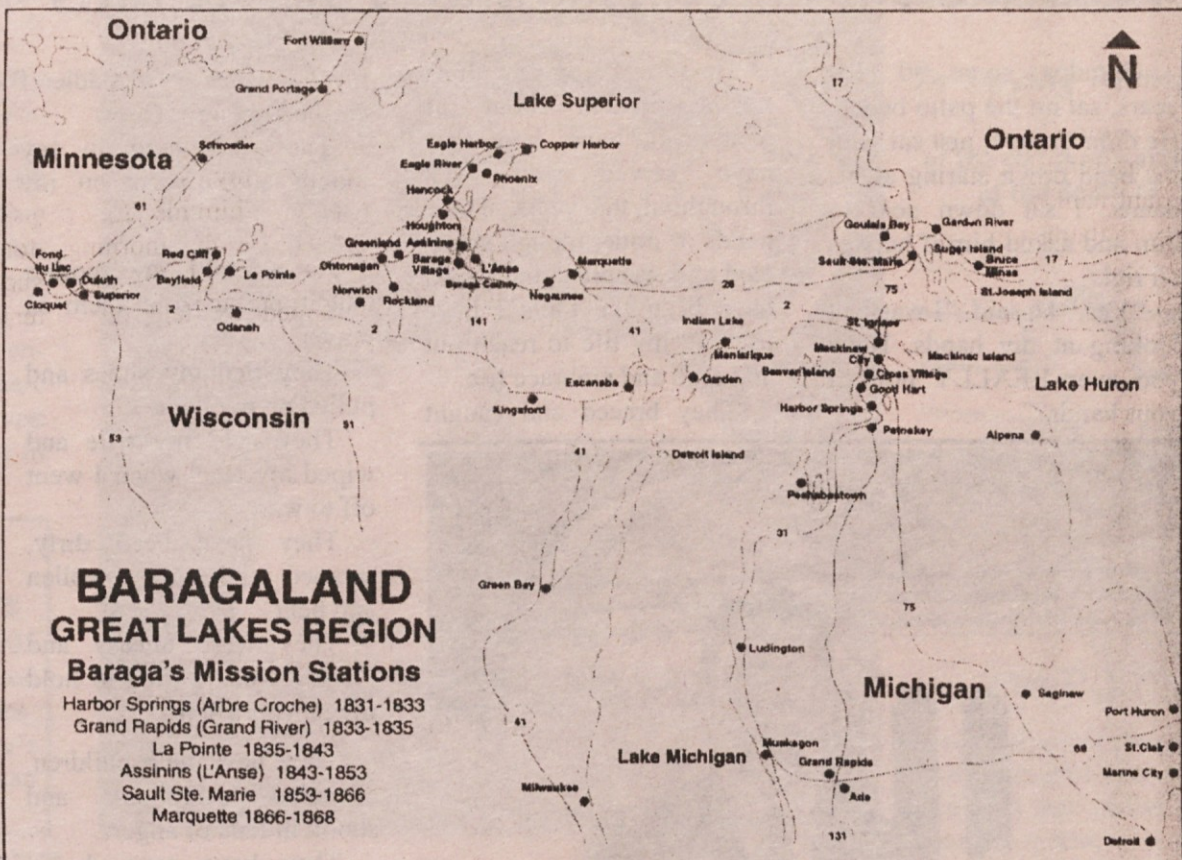 Ontario
Fort William
Grand Portage
N
17
Lake Superior
Ontario
Minnesota
Schroeder
Eagle Harbor
Copper Harbor
Eagle River
Phoenix
Hancock
Houghton
61
Goulais Bay
Garden River
Greenland
Assinins
Sugar Island
Fond
du Lac
Red Cliff
Ontonagon
Baraga
Village
L'Anse
Marquette
Sault Ste. Marie
Bruce
Mines
17
Duluth
Bayfield
La Pointe
Baraga County
Negaunee
28
75
St. Joseph Island
Cloquet
Superior
Norwich
Rockland
2
2
Odanah
2
141
41
Indian Lake
St. Ignace
Manistique
Mackinaw
City
Mackinac Island
Beaver Island
Cross Village
Escanaba
Garden
Good Hart
Lake Huron
Kingsford
Harbor Springs
Wisconsin
51
Petoskey
Alpena
53
41
Detroit Island
Peshabestown
31
BARAGALAND
Green Bay
75
GREAT LAKES REGION
Ludington
Baraga's Mission Stations
Michigan
Saginaw
Harbor Springs (Arbre Croche) 1831-1833
Port Huron
Grand Rapids (Grand River) 1833-1835
41
La Pointe 1835-1843
Lake Michigan
Muskegon
Grand Rapids
St. Clair
Assinins (L'Anse) 1843-1853
Marine City
Sault Ste. Marie 1853-1866
Milwaukee
Ada
Marquette 1866-1868
131
Detroit